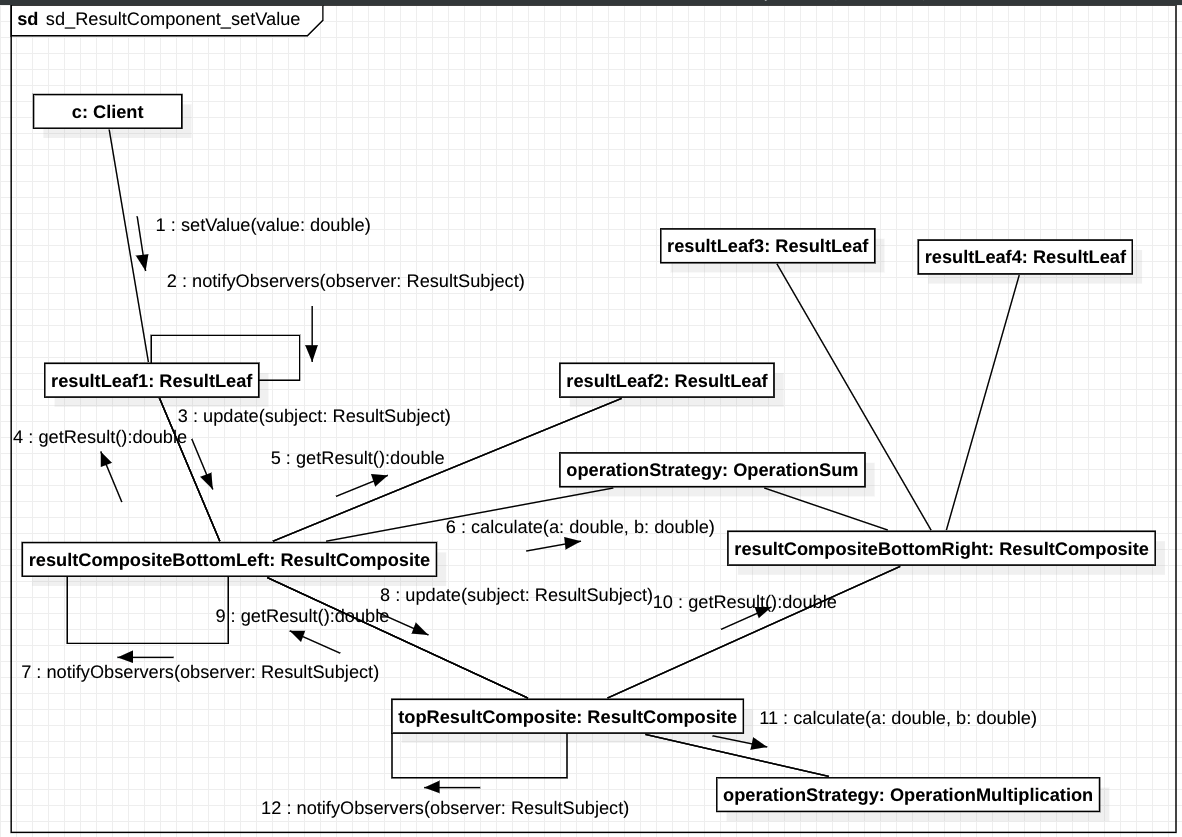 sd sd_ResultComponent_setValue
c: Client
1 : setValue(value: double)
resultLeaf3: ResultLeaf
resultLeaf4: ResultLeaf
2 : notifyObservers(observer: ResultSubject)
resultLeaf1: ResultLeaf
resultLeaf2: ResultLeaf
3 : update(subject: ResultSubject)
4 : getResult():double
5 : getResult():double
operationStrategy: OperationSum
6 : calculate(a: double, b: double)
resultCompositeBottomRight: ResultComposite
resultCompositeBottomLeft: ResultComposite
8 : update(subject: ResultSubject)
10 : getResult():double
9 : getResult():double
7 : notifyObservers(observer: ResultSubject)
topResultComposite: ResultComposite
11 : calculate(a: double, b: double)
operationStrategy: OperationMultiplication
12 : notifyObservers(observer: ResultSubject)